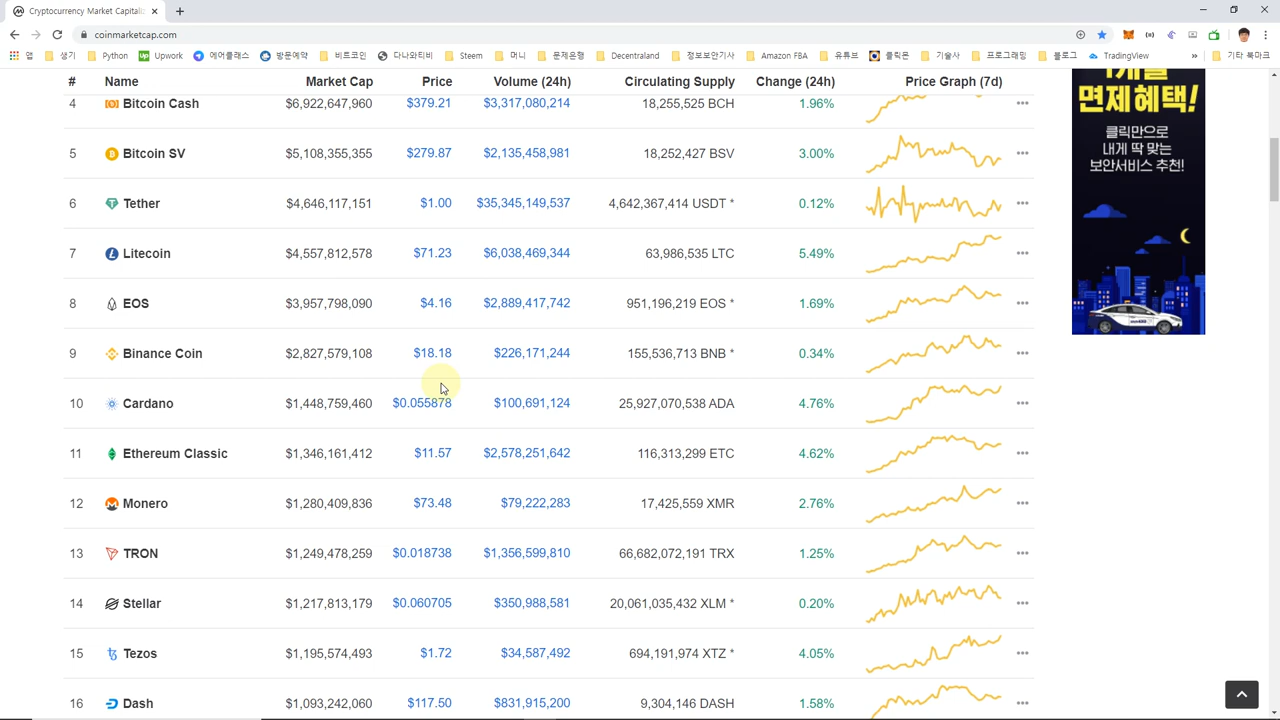 Cryptocurrency Market Capitali
coinmarketcap.com
앱 생기 Python Up Upwork 에어클래스 방문예약 비트코인 다나와팅 Steem 국제은행 Decentraland 정보보안기사 Amazon FBA 유튜브 클릭몬 기술사 프로그래밍 블로그 TradingView » 기타 북마크
# Name Market Cap Price Volume (24h) Circulating Supply Change (24h) Price Graph (7d)
4 Bitcoin Cash $6,922,647,960 $379.21 $3,317,080,214 18,255,525 BCH 1.96%
5 Bitcoin SV $5,108,355,355 $279.87 $2,135,458,981 18,252,427 BSV 3.00%
6 Tether $4,646,117,151 $1.00 $35,345,149,537 4,642,367,414 USDT * 0.12%
7 Litecoin $4,557,812,578 $71.23 $6,038,469,344 63,986,535 LTC 5.49%
8 EOS $3,957,798,090 $4.16 $2,889,417,742 951,196,219 EOS * 1.69%
9 Binance Coin $2,827,579,108 $18.18 $226,171,244 155,536,713 BNB * 0.34%
10 Cardano $1,448,759,460 $0.055878 $100,691,124 25,927,070,538 ADA 4.76%
11 Ethereum Classic $1,346,161,412 $11.57 $2,578,251,642 116,313,299 ETC 4.62%
12 Monero $1,280,409,836 $73.48 $79,222,283 17,425,559 XMR 2.76%
13 TRON $1,249,478,259 $0.018738 $1,356,599,810 66,682,072,191 TRX 1.25%
14 Stellar $1,217,813,179 $0.060705 $350,988,581 20,061,035,432 XLM * 0.20%
15 Tezos $1,195,574,493 $1.72 $34,587,492 694,191,974 XTZ * 4.05%
16 Dash $1,093,242,060 $117.50 $831,915,200 9,304,146 DASH 1.58%
1개월
면제혜택!
클릭만으로
내게 딱 맞는
보안서비스 추천!